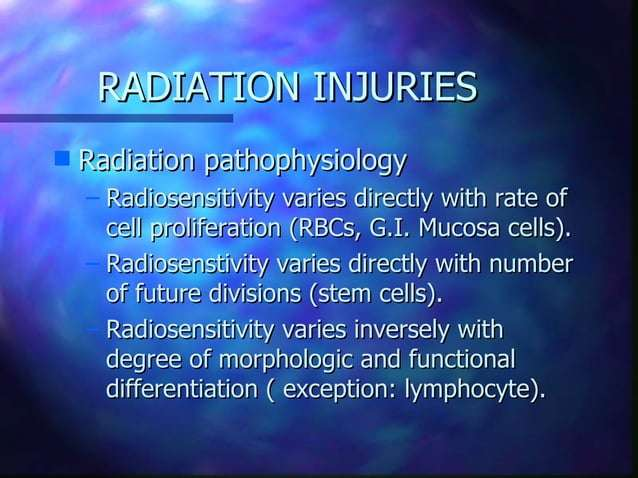 RADIATION INJURIES
Radiation pathophysiology
– Radiosensitivity varies directly with rate of
cell proliferation (RBCs, G.I. Mucosa cells).
– Radiosenstivity varies directly with number
of future divisions (stem cells).
– Radiosensitivity varies inversely with
degree of morphologic and functional
differentiation ( exception: lymphocyte).